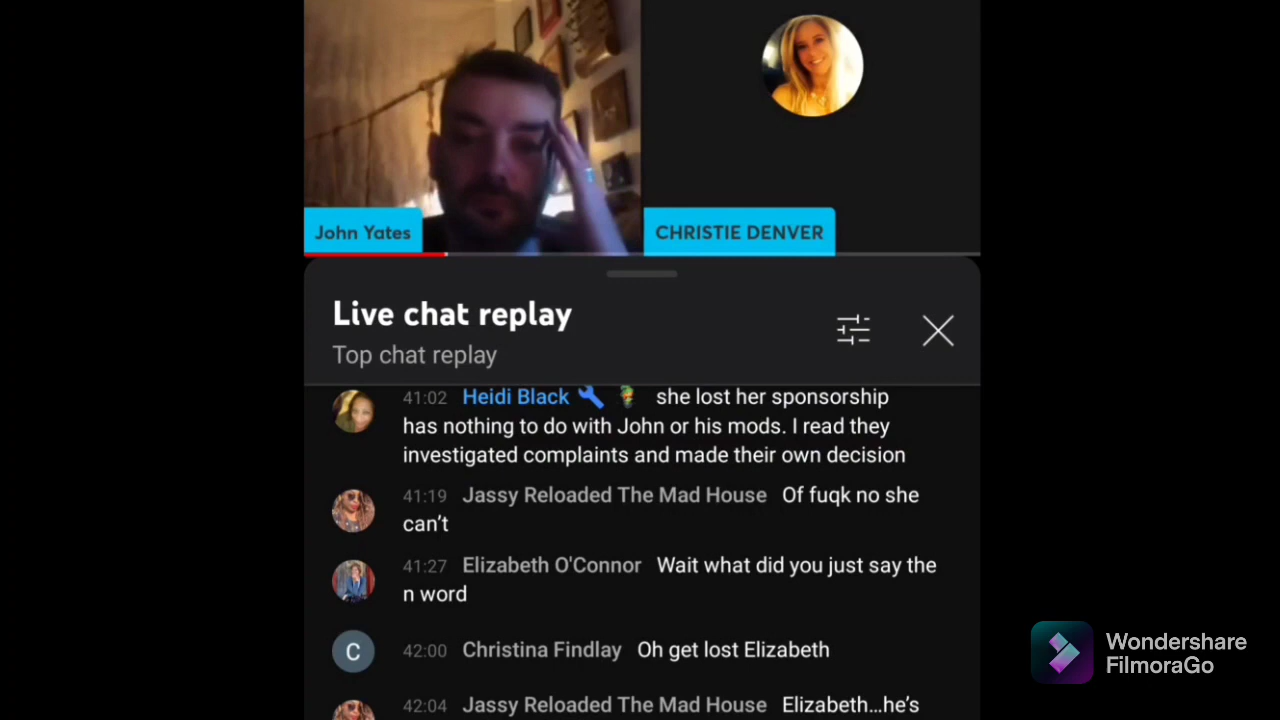 John Yates
CHRISTIE DENVER
Live chat replay
Top chat replay
41:02 Heidi Black she lost her sponsorship
has nothing to do with John or his mods. I read they
investigated complaints and made their own decision
41:19 Jassy Reloaded The Mad House Of fuqk no she
can't
41:27 Elizabeth O'Connor Wait what did you just say the
n word
C 42:00 Christina Findlay Oh get lost Elizabeth
42:04 Jassy Reloaded The Mad House Elizabeth...he's
Wondershare
FilmoraGo